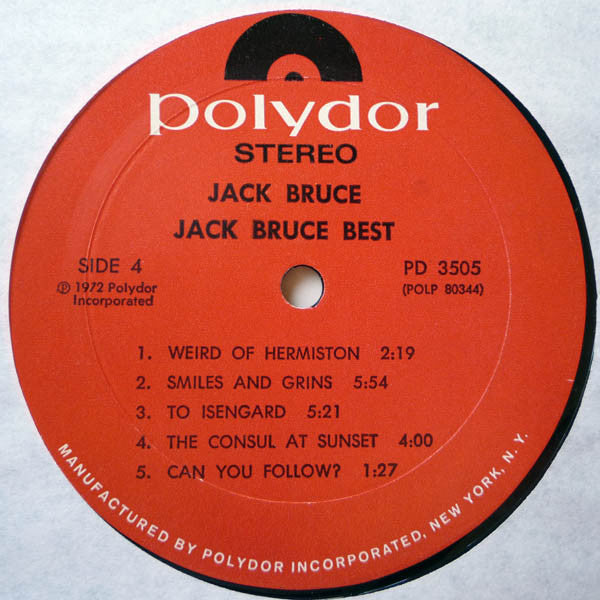 polydor
STEREO
JACK BRUCE
JACK BRUCE BEST
SIDE 4
℗ 1972 Polydor
Incorporated
PD 3505
(POLP 80344)
1. WEIRD OF HERMISTON 2:19
2. SMILES AND GRINS 5:54
3. TO ISENGARD 5:21
4. THE CONSUL AT SUNSET 4:00
5. CAN YOU FOLLOW? 1:27
MANUFACTURED BY POLYDOR INCORPORATED, NEW YORK, N. Y.